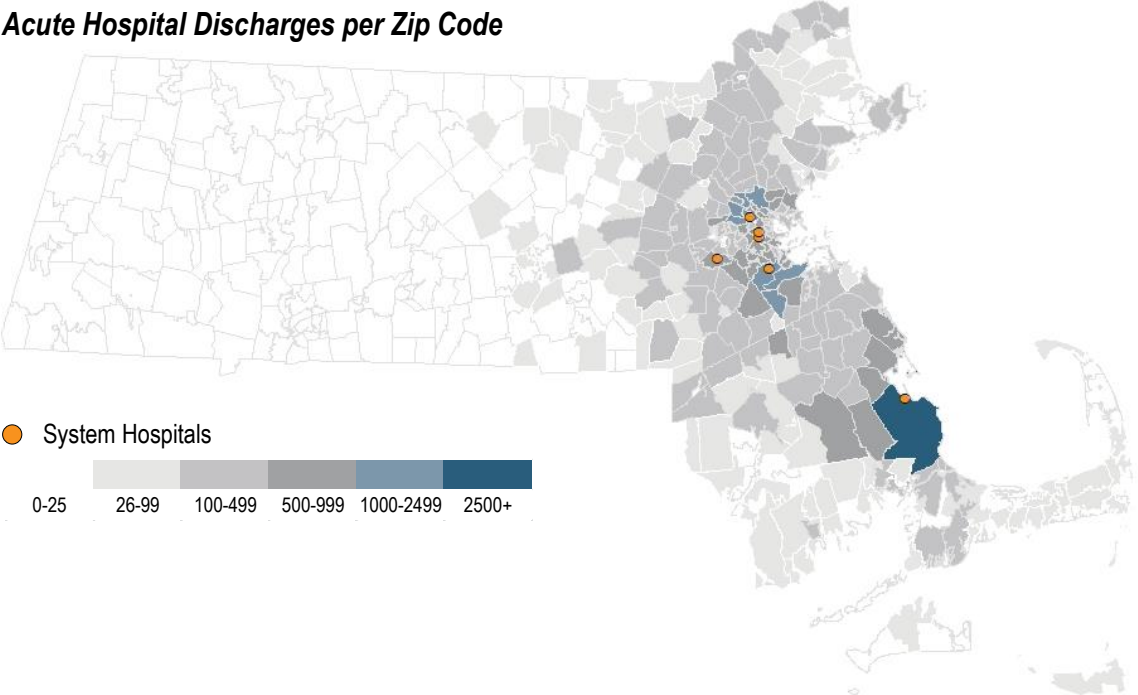 Acute Hospital Discharges per Zip Code
System Hospitals
0-25 26-99 100-499 500-999 1000-2499 2500+